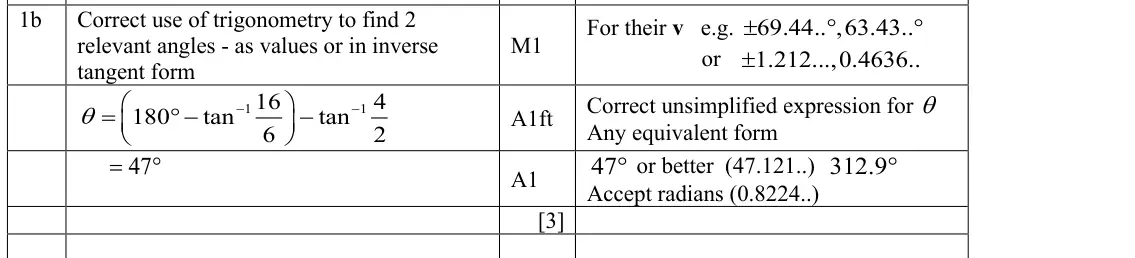 1b Correct use of trigonometry to find 2 relevant angles - as values or in inverse tangent form M1 For their v e.g. ±69.44..°,63.43..° or ±1.212...,0.4636..
θ = (180° − tan⁻¹ 16/6) − tan⁻¹ 4/2 A1ft Correct unsimplified expression for θ Any equivalent form
= 47° A1 47° or better (47.121..) 312.9° Accept radians (0.8224..)
[3]